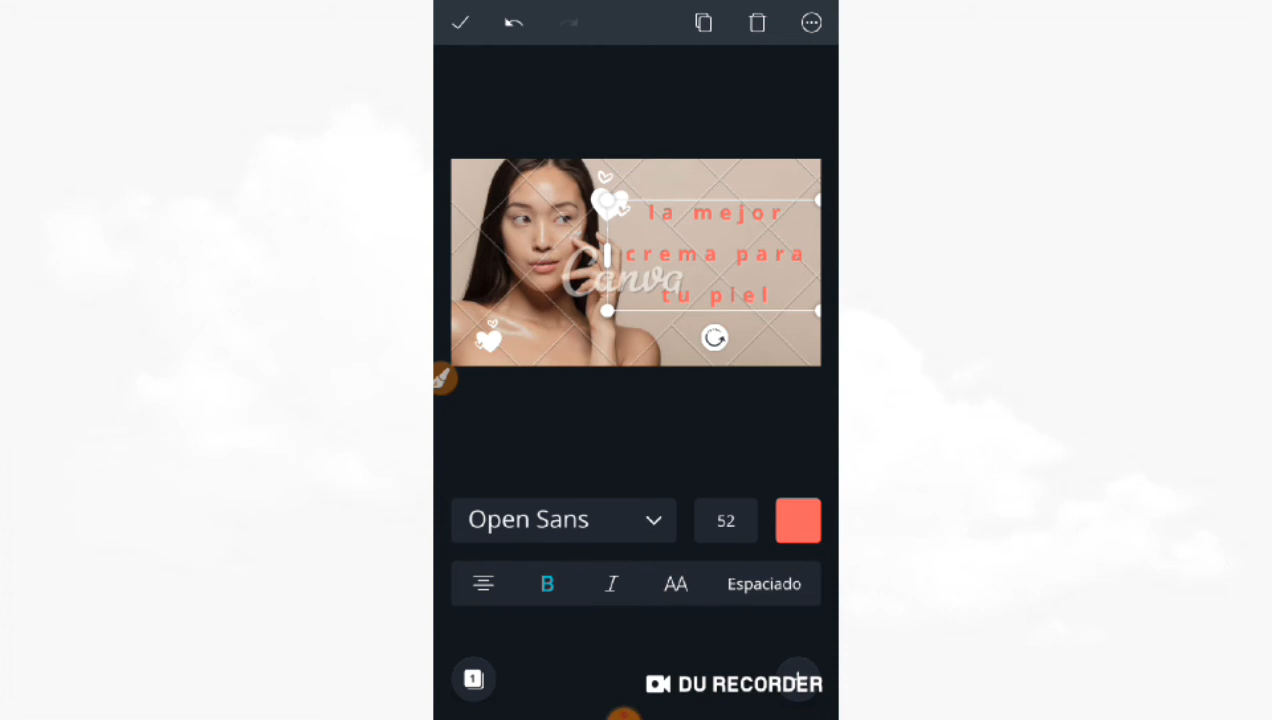 la mejor
crema para
tu piel
Canva
Open Sans
52
B I AA Espaciado
1
DU RECORDER